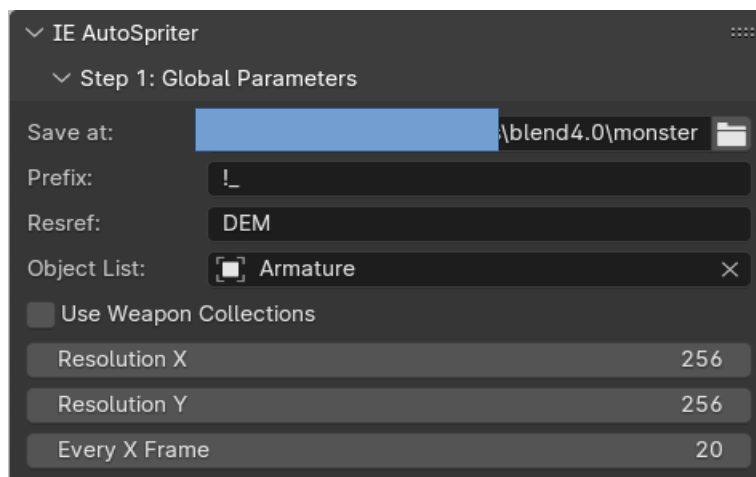 IE AutoSpriter
Step 1: Global Parameters
Save at: \blend4.0\monster
Prefix: !_
Resref: DEM
Object List: Armature
Use Weapon Collections
Resolution X 256
Resolution Y 256
Every X Frame 20